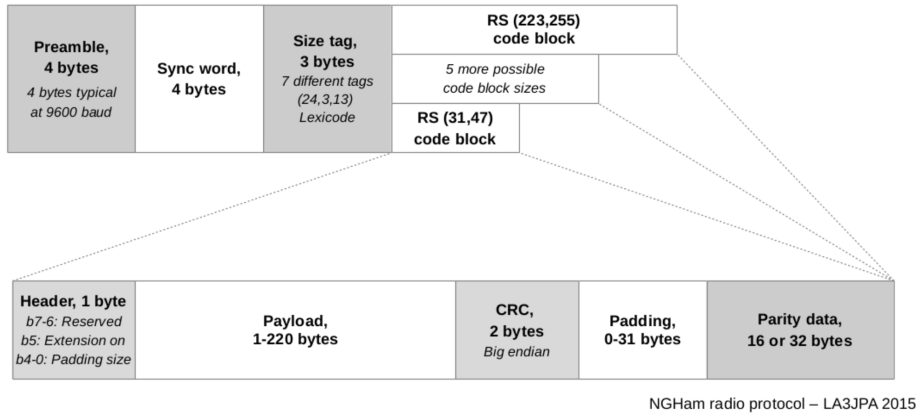 Preamble,
4 bytes
4 bytes typical
at 9600 baud
Sync word,
4 bytes
Size tag,
3 bytes
7 different tags
(24,3,13)
Lexicode
RS (223,255)
code block
5 more possible
code block sizes
RS (31,47)
code block
Header, 1 byte
b7-6: Reserved
b5: Extension on
b4-0: Padding size
Payload,
1-220 bytes
CRC,
2 bytes
Big endian
Padding,
0-31 bytes
Parity data,
16 or 32 bytes
NGHam radio protocol – LA3JPA 2015